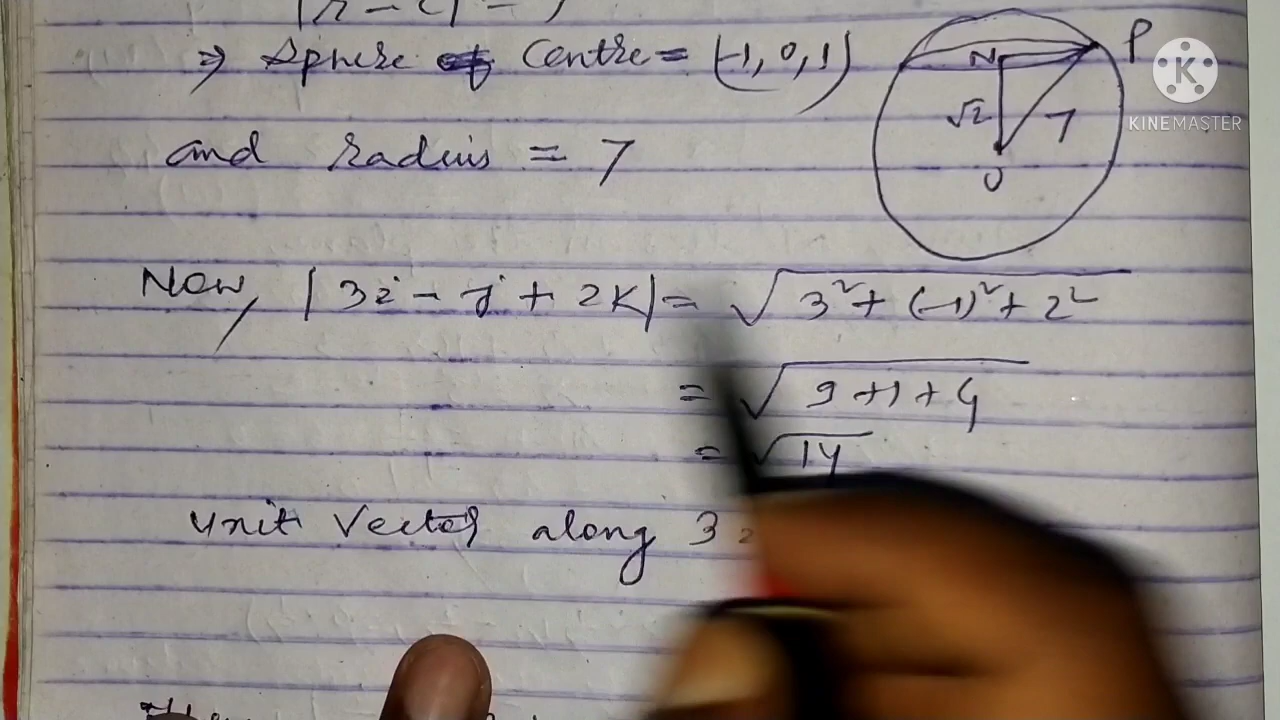 ⇒ Sphere Centre = (-1, 0, 1)
and radius = 7
N P
√2 7
O
K
KINEMASTER
Now, |3i - j + 2k| = √3² + (-1)² + 2²
= √9 + 1 + 4
= √14
unit vector along 3